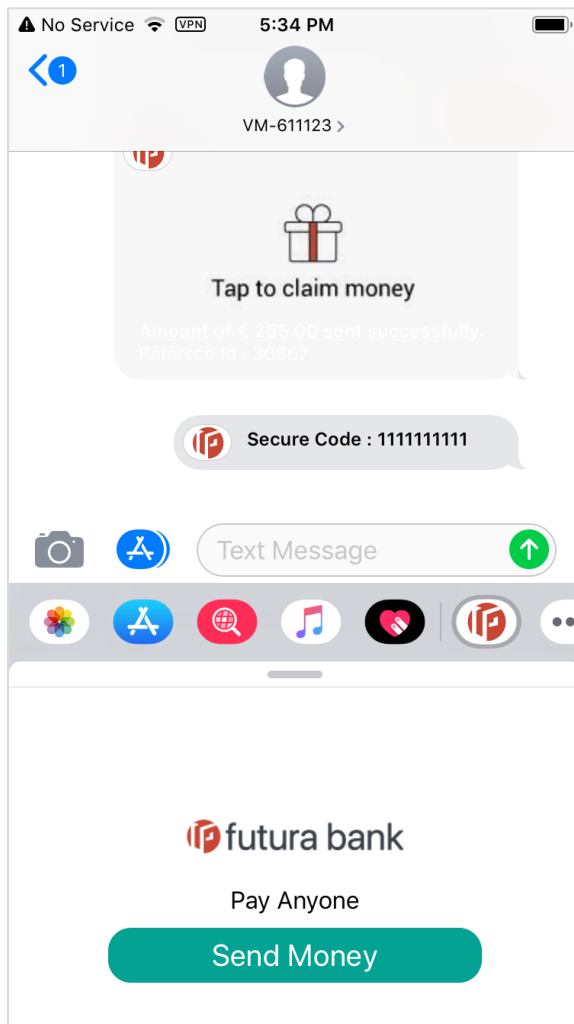 No Service VPN 5:34 PM
1
VM-611123
Tap to claim money
Amount of € 255.00 sent successfully.
Referece Id : 30867
Secure Code : 1111111111
Text Message
futura bank
Pay Anyone
Send Money